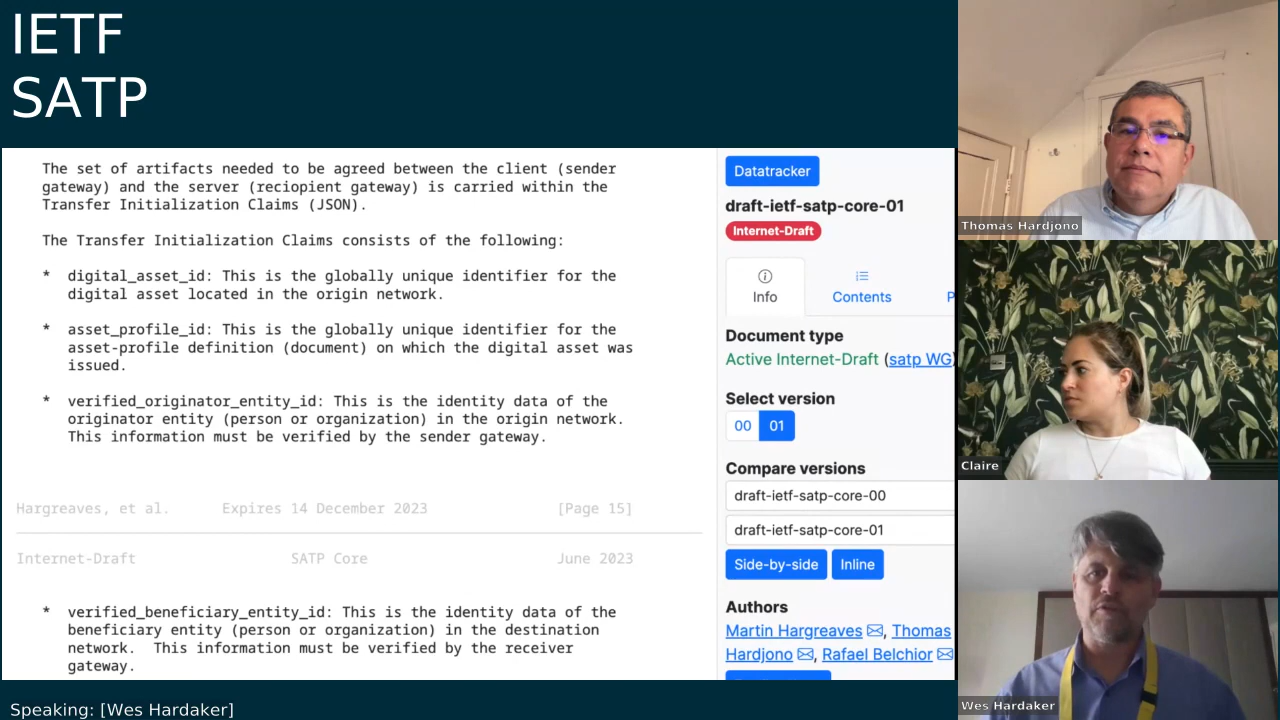 IETF
SATP
The set of artifacts needed to be agreed between the client (sender
gateway) and the server (reciopient gateway) is carried within the
Transfer Initialization Claims (JSON).
The Transfer Initialization Claims consists of the following:
* digital_asset_id: This is the globally unique identifier for the
digital asset located in the origin network.
* asset_profile_id: This is the globally unique identifier for the
asset-profile definition (document) on which the digital asset was
issued.
* verified_originator_entity_id: This is the identity data of the
originator entity (person or organization) in the origin network.
This information must be verified by the sender gateway.
Hargreaves, et al. Expires 14 December 2023 [Page 15]
Internet-Draft SATP Core June 2023
* verified_beneficiary_entity_id: This is the identity data of the
beneficiary entity (person or organization) in the destination
network. This information must be verified by the receiver
gateway.
Datatracker
draft-ietf-satp-core-01
Internet-Draft
Info Contents P
Document type
Active Internet-Draft (satp WG)
Select version
00 01
Compare versions
draft-ietf-satp-core-00
draft-ietf-satp-core-01
Side-by-side Inline
Authors
Martin Hargreaves, Thomas
Hardjono, Rafael Belchior
Thomas Hardjono
Claire
Wes Hardaker
Speaking: [Wes Hardaker]